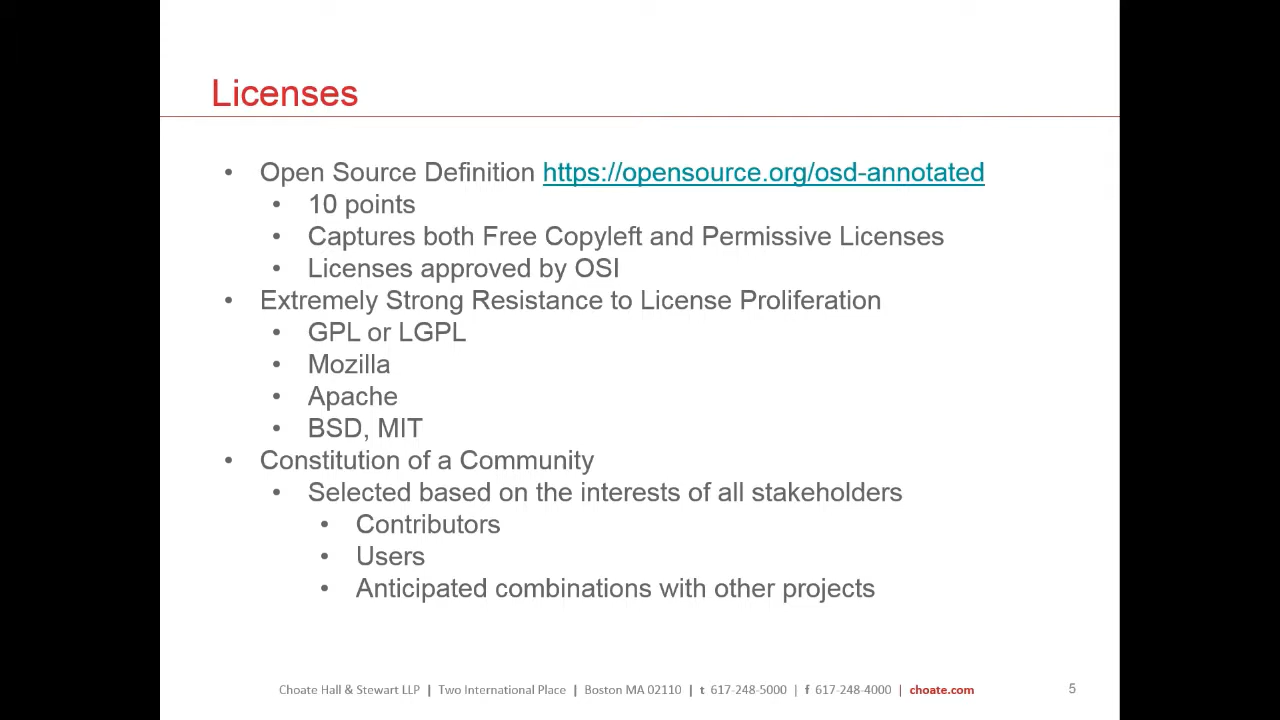 Licenses
• Open Source Definition https://opensource.org/osd-annotated
• 10 points
• Captures both Free Copyleft and Permissive Licenses
• Licenses approved by OSI
• Extremely Strong Resistance to License Proliferation
• GPL or LGPL
• Mozilla
• Apache
• BSD, MIT
• Constitution of a Community
• Selected based on the interests of all stakeholders
• Contributors
• Users
• Anticipated combinations with other projects
Choate Hall & Stewart LLP | Two International Place | Boston MA 02110 | t 617-248-5000 | f 617-248-4000 | choate.com 5